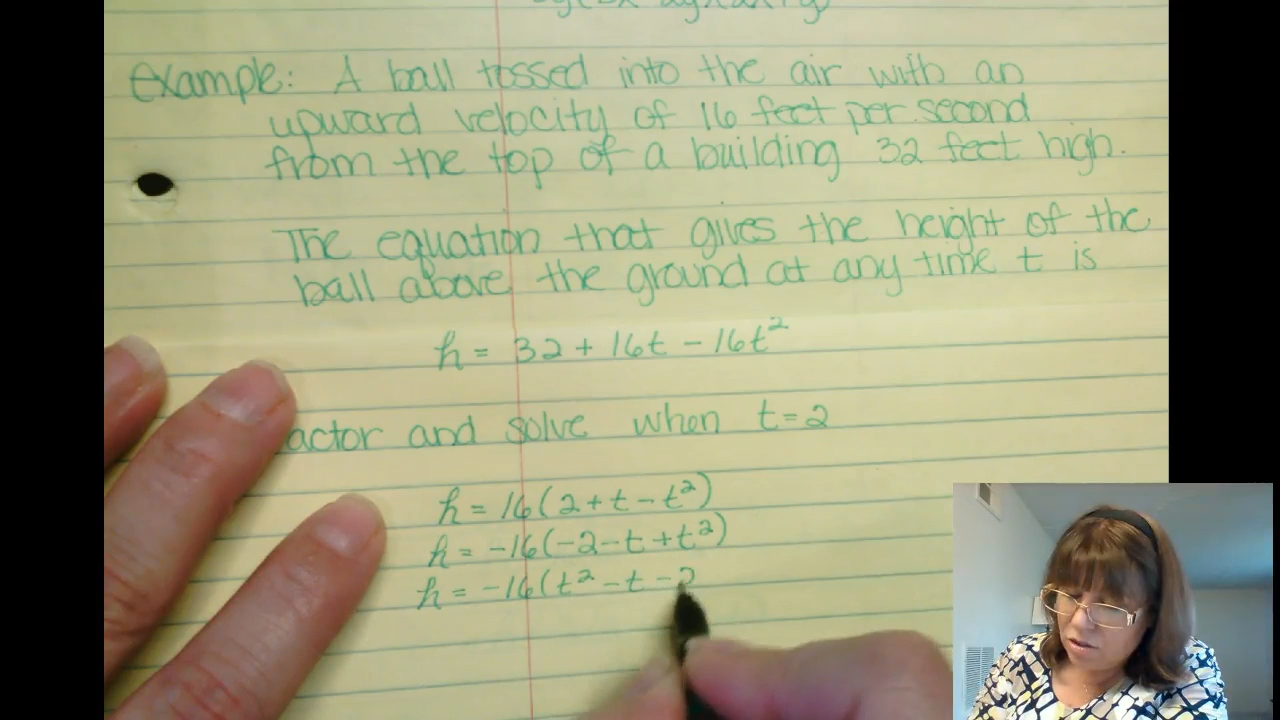 Example: A ball tossed into the air with an
upward velocity of 16 feet per second
from the top of a building 32 feet high.
The equation that gives the height of the
ball above the ground at any time t is
h = 32 + 16t - 16t²
actor and solve when t=2
h = 16(2+t-t²)
h = -16(-2-t+t²)
h = -16(t²-t-2